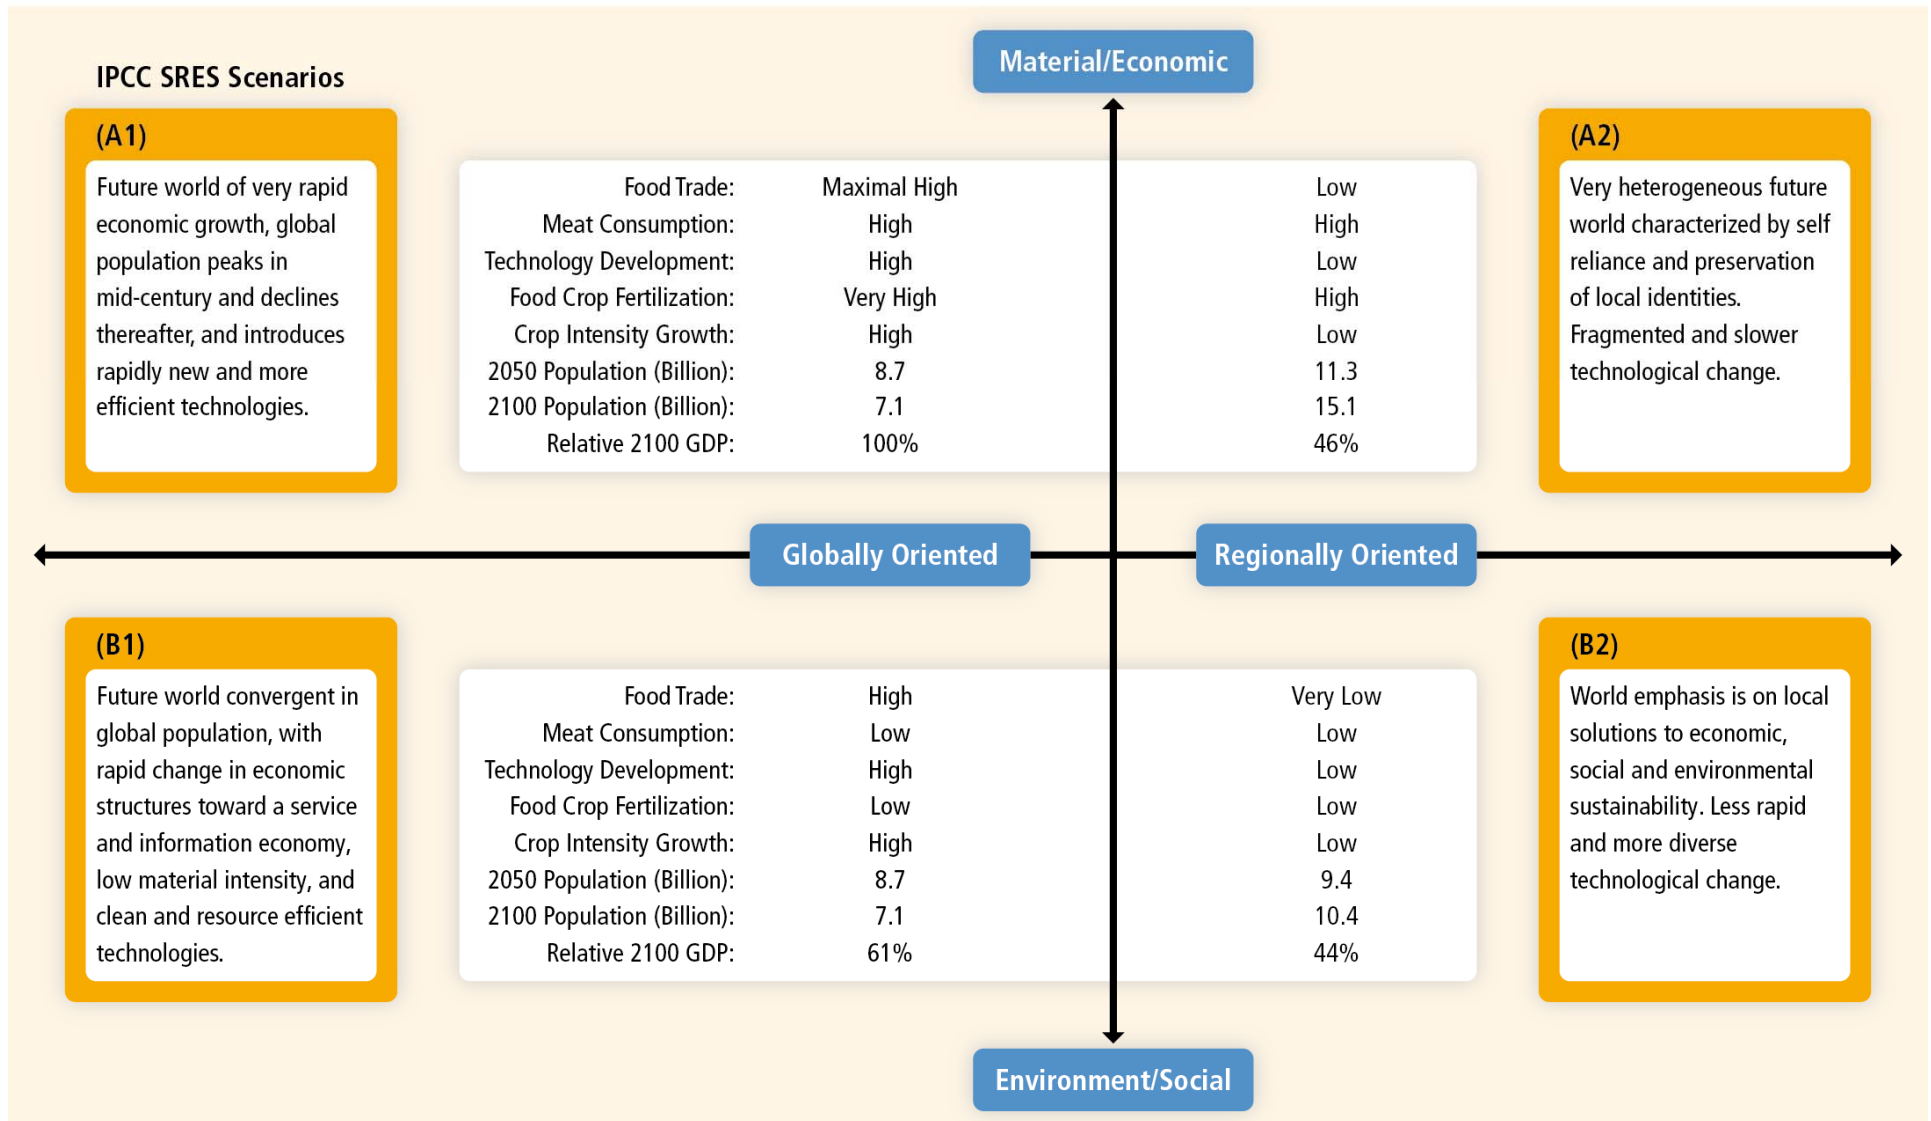 Material/Economic
IPCC SRES Scenarios
(A1)
Future world of very rapid
economic growth, global
population peaks in
mid-century and declines
thereafter, and introduces
rapidly new and more
efficient technologies.
Food Trade: Maximal High Low
Meat Consumption: High High
Technology Development: High Low
Food Crop Fertilization: Very High High
Crop Intensity Growth: High Low
2050 Population (Billion): 8.7 11.3
2100 Population (Billion): 7.1 15.1
Relative 2100 GDP: 100% 46%
(A2)
Very heterogeneous future
world characterized by self
reliance and preservation
of local identities.
Fragmented and slower
technological change.
Globally Oriented
Regionally Oriented
(B1)
Future world convergent in
global population, with
rapid change in economic
structures toward a service
and information economy,
low material intensity, and
clean and resource efficient
technologies.
Food Trade: High Very Low
Meat Consumption: Low Low
Technology Development: High Low
Food Crop Fertilization: Low Low
Crop Intensity Growth: High Low
2050 Population (Billion): 8.7 9.4
2100 Population (Billion): 7.1 10.4
Relative 2100 GDP: 61% 44%
(B2)
World emphasis is on local
solutions to economic,
social and environmental
sustainability. Less rapid
and more diverse
technological change.
Environment/Social